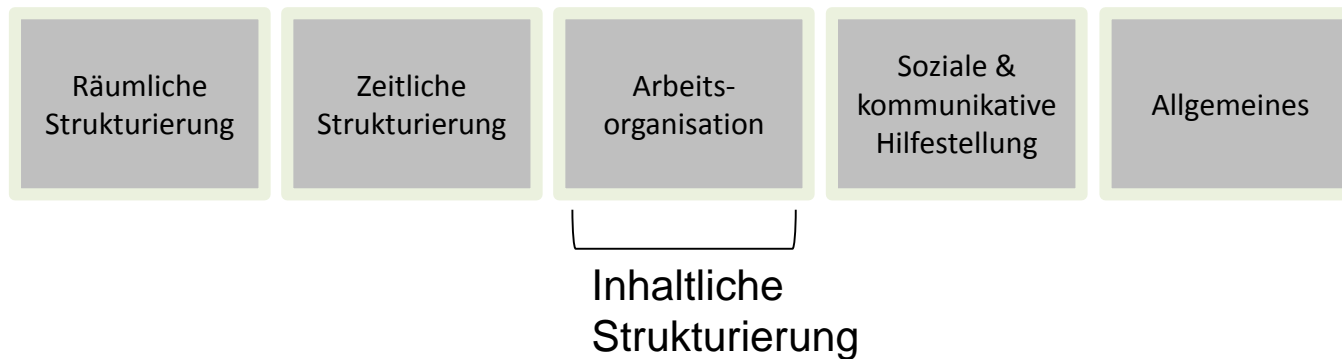 Räumliche
Strukturierung
Zeitliche
Strukturierung
Arbeits-
organisation
Soziale &
kommunikative
Hilfestellung
Allgemeines
Inhaltliche
Strukturierung